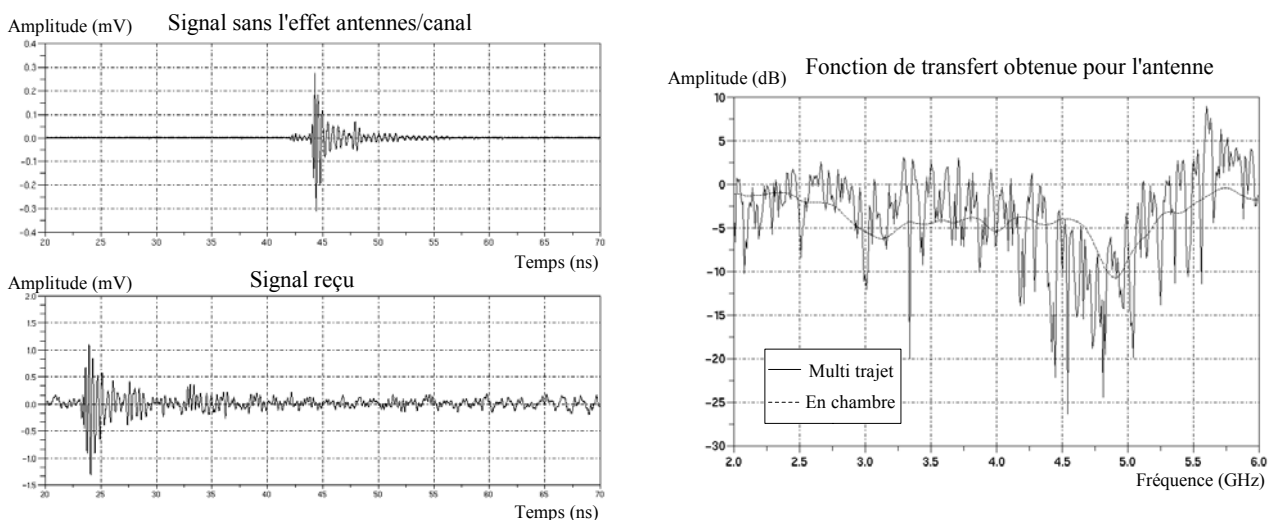 Amplitude (mV)
Signal sans l'effet antennes/canal
0.4
0.3
0.2
0.1
0.0
-0.1
-0.2
-0.3
-0.4
20 25 30 35 40 45 50 55 60 65 70
Temps (ns)
Amplitude (mV)
Signal reçu
2.0
1.5
1.0
0.5
0.0
-0.5
-1.0
-1.5
20 25 30 35 40 45 50 55 60 65 70
Temps (ns)
Amplitude (dB)
Fonction de transfert obtenue pour l'antenne
10
5
0
-5
-10
-15
-20
-25
-30
Multi trajet
En chambre
2.0 2.5 3.0 3.5 4.0 4.5 5.0 5.5 6.0
Fréquence (GHz)